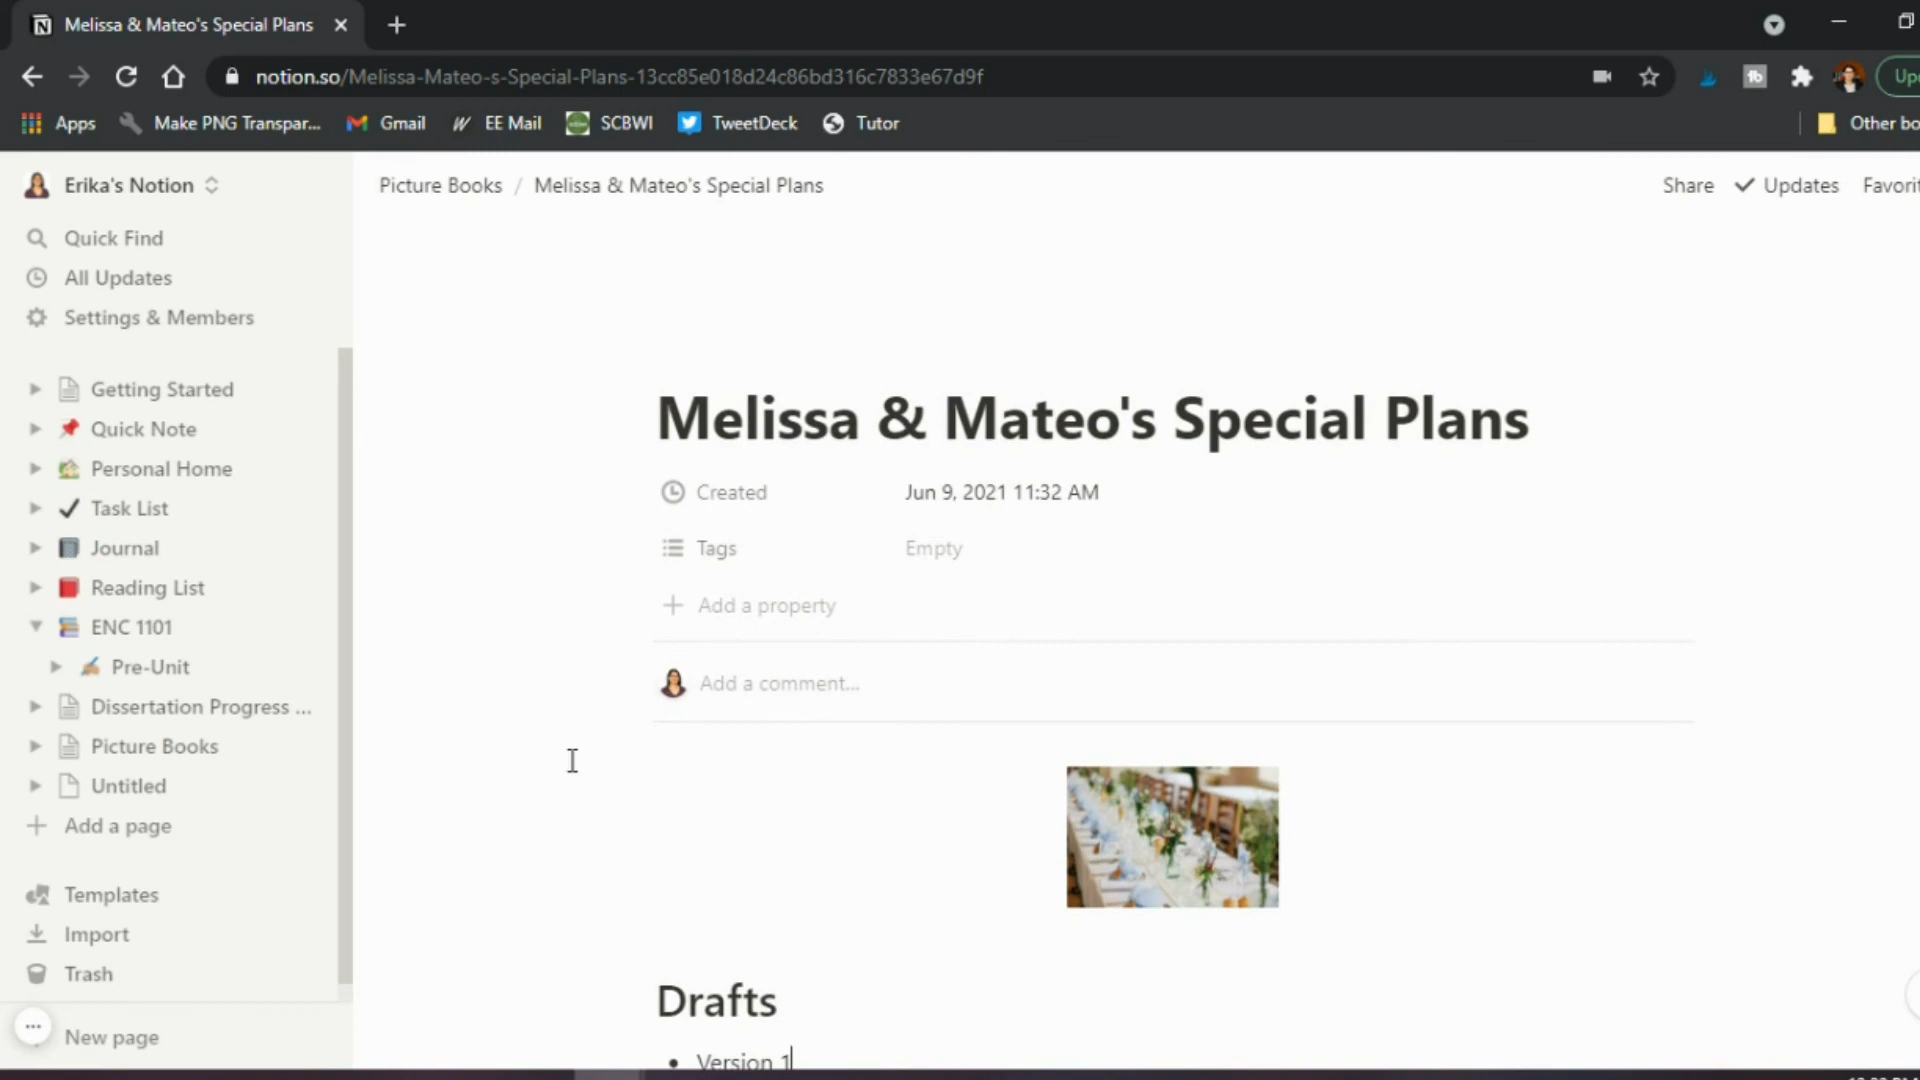 Melissa & Mateo's Special Plans
notion.so/Melissa-Mateo-s-Special-Plans-13cc85e018d24c86bd316c7833e67d9f
Apps Make PNG Transpar... Gmail EE Mail SCBWI TweetDeck Tutor
Erika's Notion
Quick Find
All Updates
Settings & Members
Getting Started
Quick Note
Personal Home
Task List
Journal
Reading List
ENC 1101
Pre-Unit
Dissertation Progress ...
Picture Books
Untitled
Add a page
Templates
Import
Trash
New page
Picture Books / Melissa & Mateo's Special Plans
Share Updates
Melissa & Mateo's Special Plans
Created Jun 9, 2021 11:32 AM
Tags Empty
Add a property
Add a comment...
Drafts
Version 1